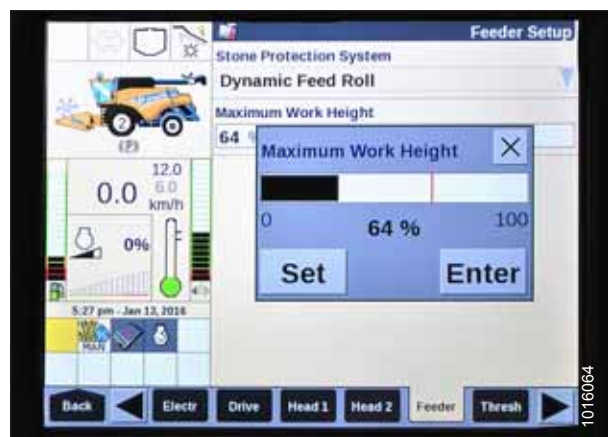 Feeder Setup
Stone Protection System
Dynamic Feed Roll
Maximum Work Height
64 %
Maximum Work Height
0
64 %
100
Set
Enter
2
(P)
12.0
6.0
0.0
km/h
0%
5:27 pm - Jan 13, 2016
MAN
Back
Electr
Drive
Head 1
Head 2
Feeder
Thresh
1016064